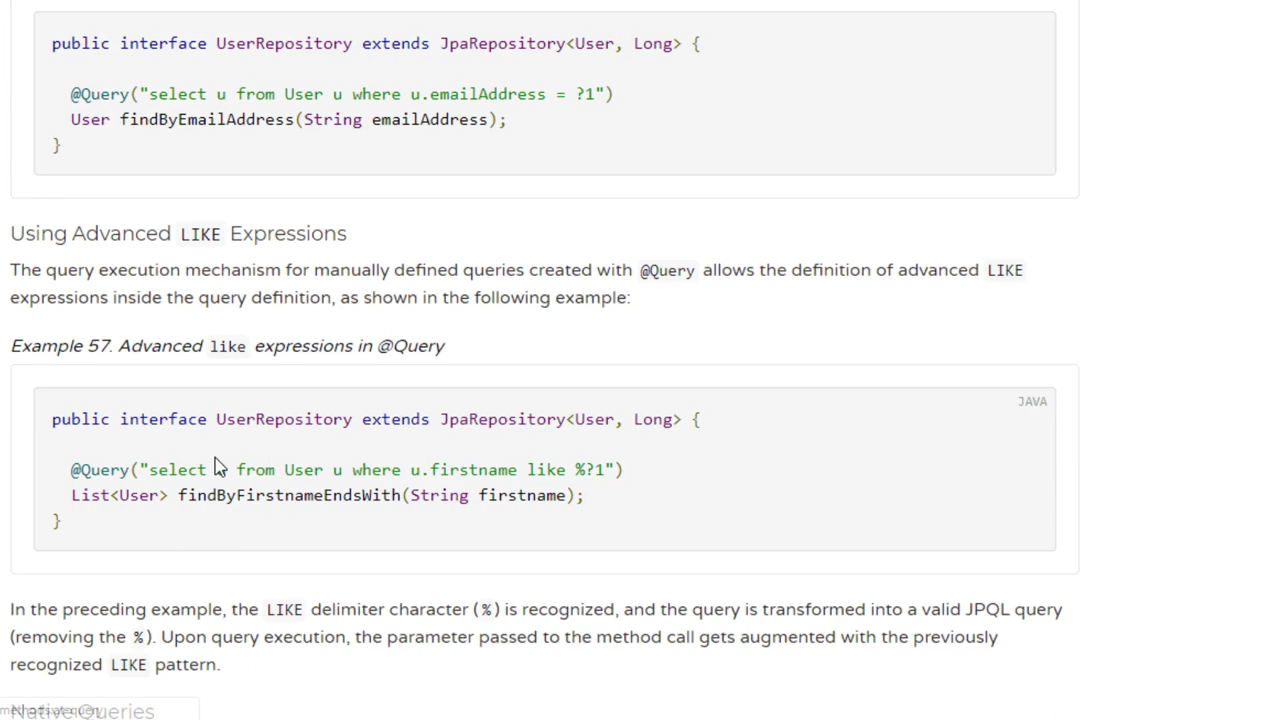 public interface UserRepository extends JpaRepository<User, Long> {
@Query("select u from User u where u.emailAddress = ?1")
User findByEmailAddress(String emailAddress);
}
Using Advanced LIKE Expressions
The query execution mechanism for manually defined queries created with @Query allows the definition of advanced LIKE
expressions inside the query definition, as shown in the following example:
Example 57. Advanced like expressions in @Query
JAVA
public interface UserRepository extends JpaRepository<User, Long> {
@Query("select from User u where u.firstname like %?1")
List<User> findByFirstnameEndsWith(String firstname);
}
In the preceding example, the LIKE delimiter character (%) is recognized, and the query is transformed into a valid JPQL query
(removing the %). Upon query execution, the parameter passed to the method call gets augmented with the previously
recognized LIKE pattern.
Native Queries